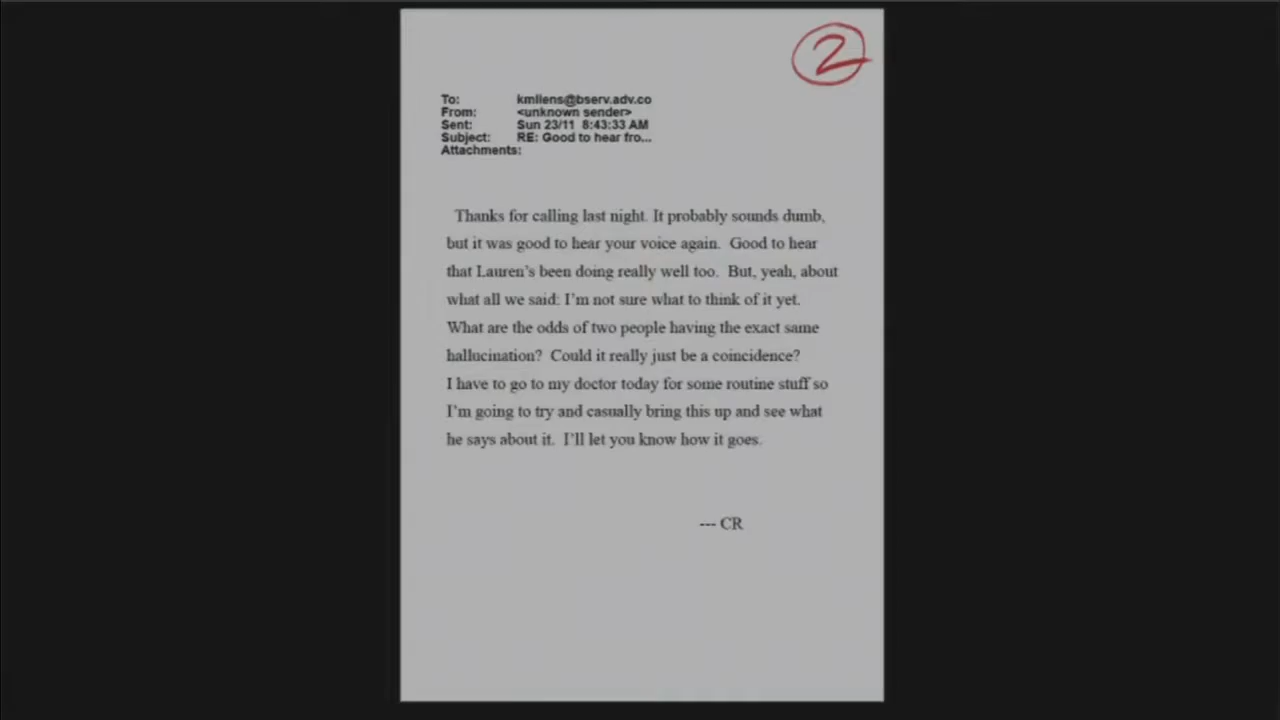 2
To: kmliens@bserv.adv.co
From: <unknown sender>
Sent: Sun 23/11 8:43:33 AM
Subject: RE: Good to hear fro...
Attachments:
Thanks for calling last night. It probably sounds dumb,
but it was good to hear your voice again. Good to hear
that Lauren's been doing really well too. But, yeah, about
what all we said: I'm not sure what to think of it yet.
What are the odds of two people having the exact same
hallucination? Could it really just be a coincidence?
I have to go to my doctor today for some routine stuff so
I'm going to try and casually bring this up and see what
he says about it. I'll let you know how it goes.
--- CR